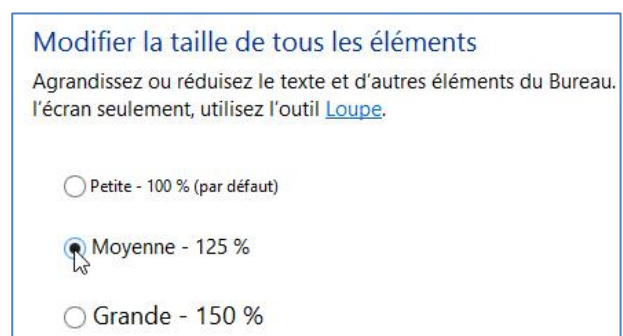 Modifier la taille de tous les éléments
Agrandissez ou réduisez le texte et d'autres éléments du Bureau.
l'écran seulement, utilisez l'outil Loupe.
Petite - 100 % (par défaut)
Moyenne - 125 %
Grande - 150 %